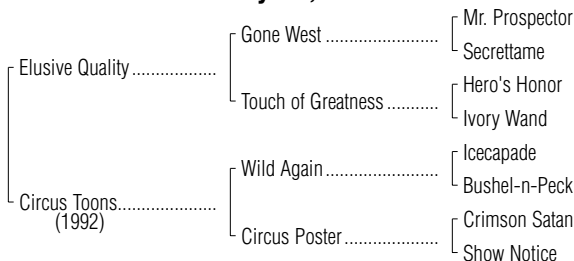 Mr. Prospector
Gone West
Secrettame
Elusive Quality
Hero's Honor
Touch of Greatness
Ivory Wand
Icecapade
Wild Again
Bushel-n-Peck
Circus Toons
(1992)
Crimson Satan
Circus Poster
Show Notice